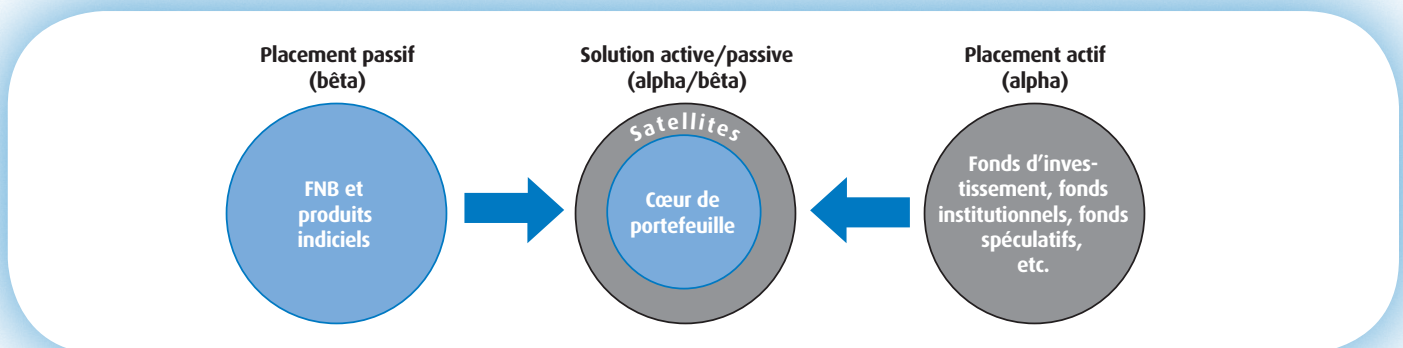 Placement passif
(bêta)
FNB et
produits
indiciels
Solution active/passive
(alpha/bêta)
Satellites
Cœur de
portefeuille
Placement actif
(alpha)
Fonds d’inves-
tissement, fonds
institutionnels, fonds
spéculatifs,
etc.